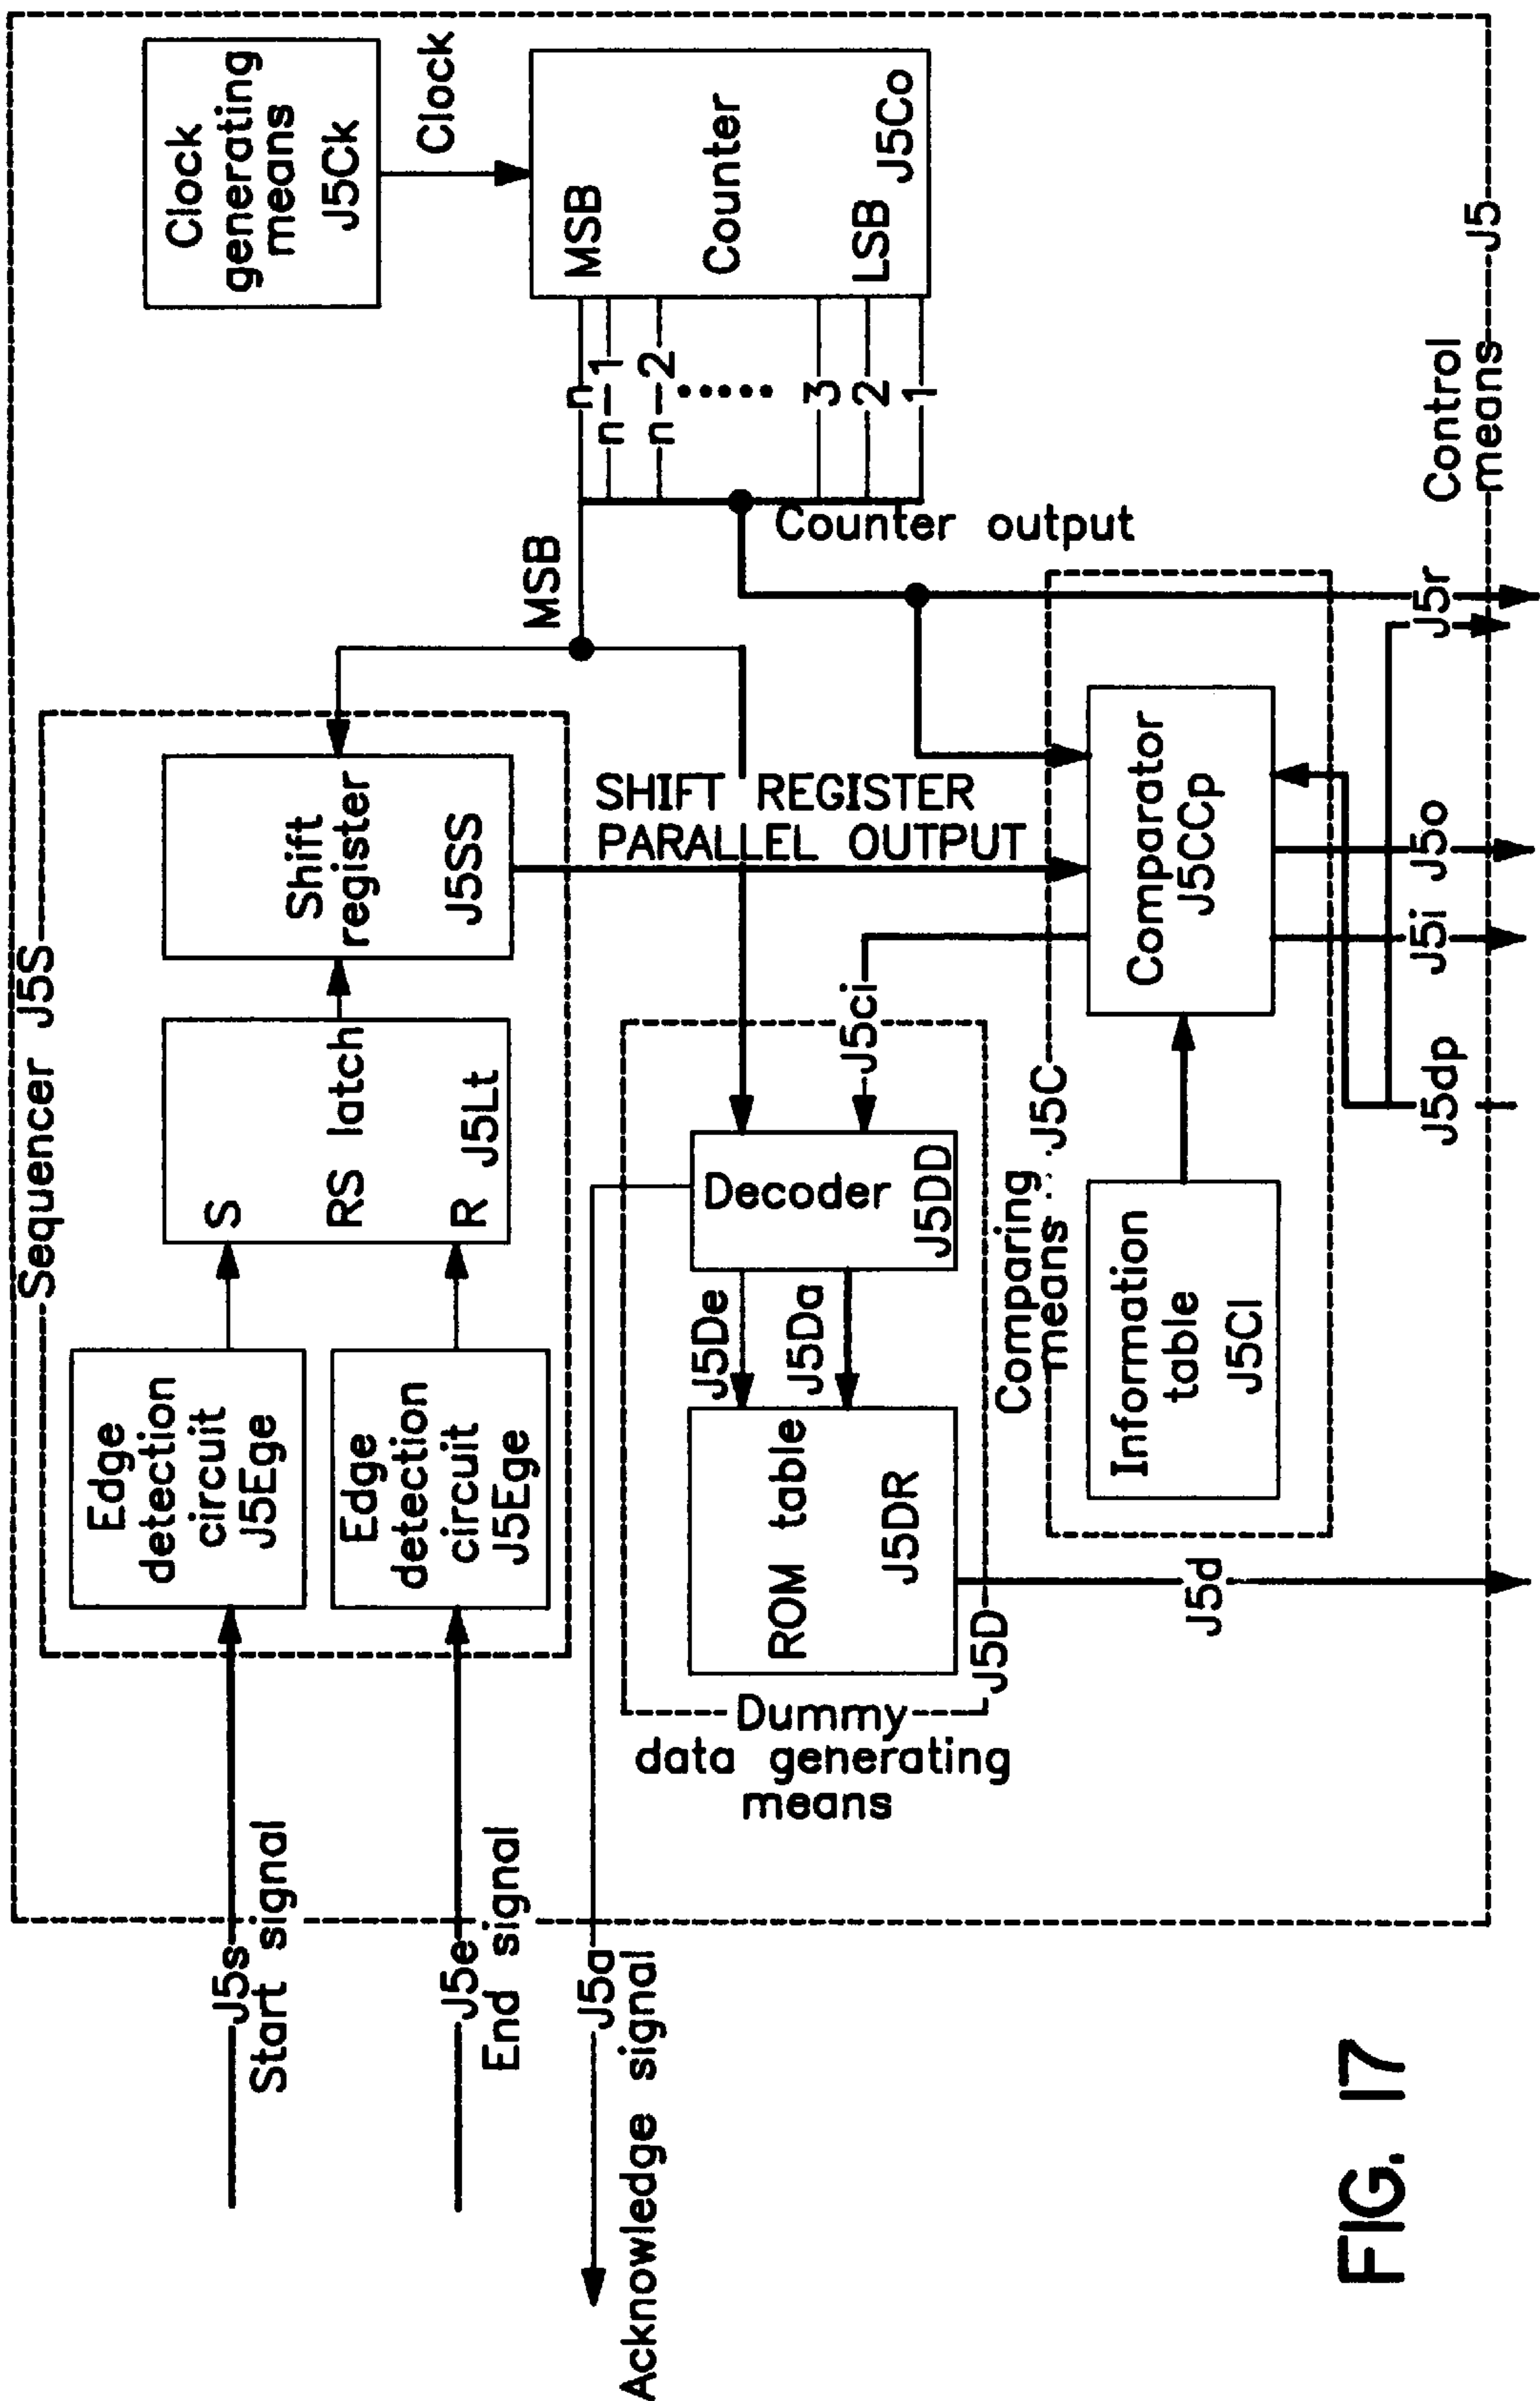 J5s
Start signal
J5e
End signal
J5a
Acknowledge signal
Sequencer J5S
Edge
detection
circuit
J5Ege
Edge
detection
circuit
J5Ege
S
RS latch
R
J5Lt
Shift
register
J5SS
MSB
Clock
generating
means
J5Ck
Clock
MSB
Counter
LSB
J5Co
n
n-1
n-2
.....
3
2
1
Counter output
SHIFT REGISTER
PARALLEL OUTPUT
Dummy
data generating
means
J5D
ROM table
J5DR
J5De
J5Da
Decoder
J5DD
J5ci
Comparing
means
J5C
Information
table
J5CI
Comparator
J5CCp
J5d
J5dp
J5i
J5o
J5r
Control
means
J5
FIG. 17